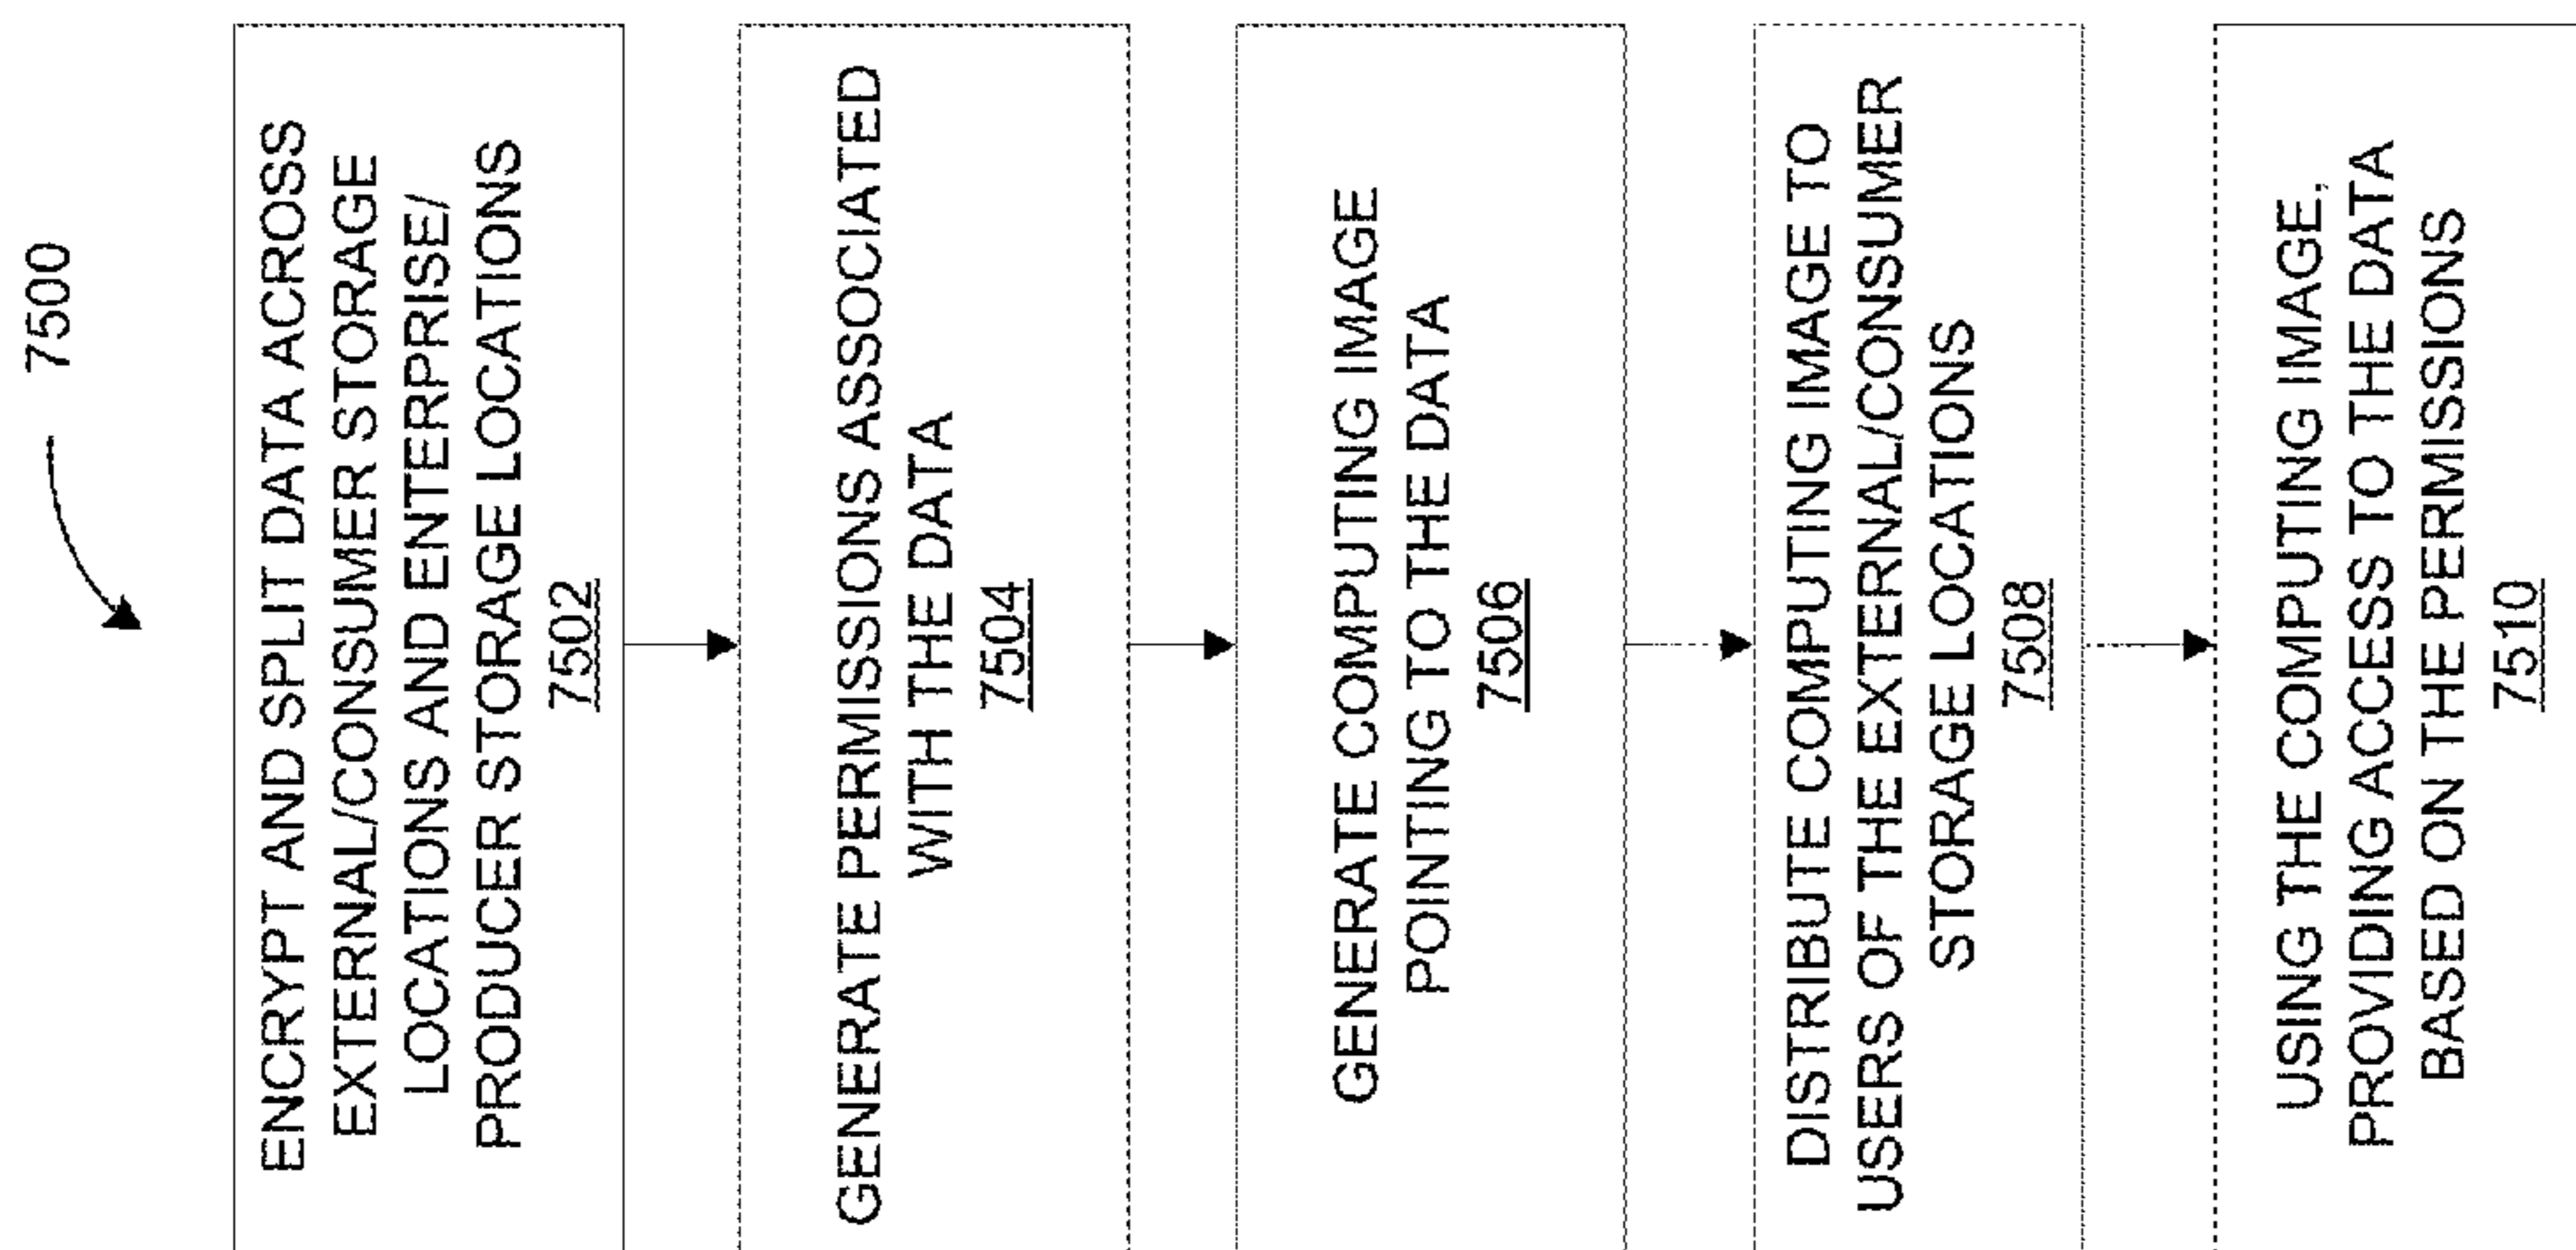 7500
ENCRYPT AND SPLIT DATA ACROSS
EXTERNAL/CONSUMER STORAGE
LOCATIONS AND ENTERPRISE/
PRODUCER STORAGE LOCATIONS
7502
GENERATE PERMISSIONS ASSOCIATED
WITH THE DATA
7504
GENERATE COMPUTING IMAGE
POINTING TO THE DATA
7506
DISTRIBUTE COMPUTING IMAGE TO
USERS OF THE EXTERNAL/CONSUMER
STORAGE LOCATIONS
7508
USING THE COMPUTING IMAGE,
PROVIDING ACCESS TO THE DATA
BASED ON THE PERMISSIONS
7510